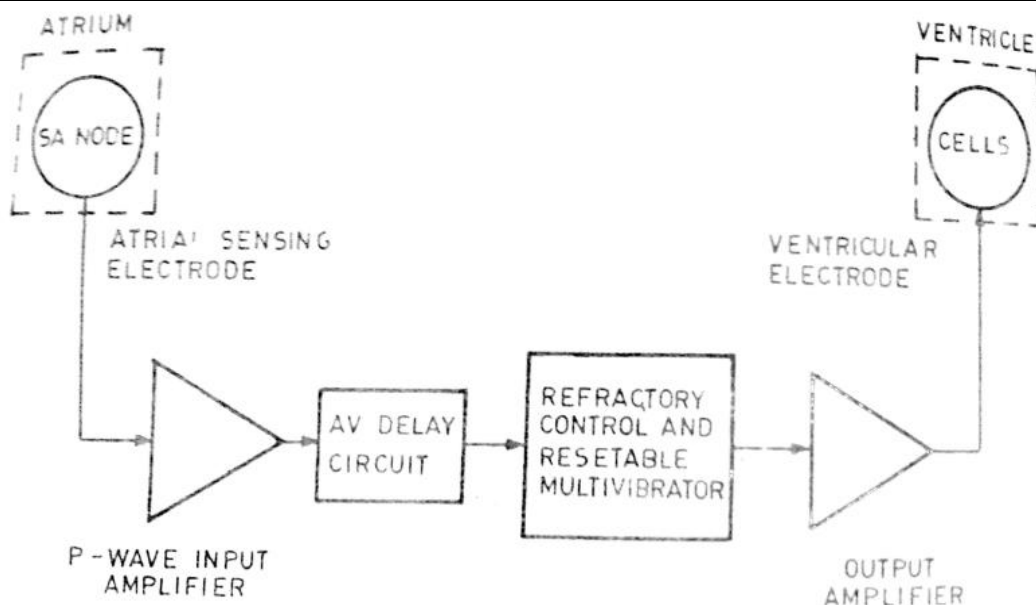 ATRIUM
SA NODE
ATRIAL SENSING
ELECTRODE
VENTRICLE
CELLS
VENTRICULAR
ELECTRODE
P-WAVE INPUT
AMPLIFIER
AV DELAY
CIRCUIT
REFRACTORY
CONTROL AND
RESETABLE
MULTIVIBRATOR
OUTPUT
AMPLIFIER